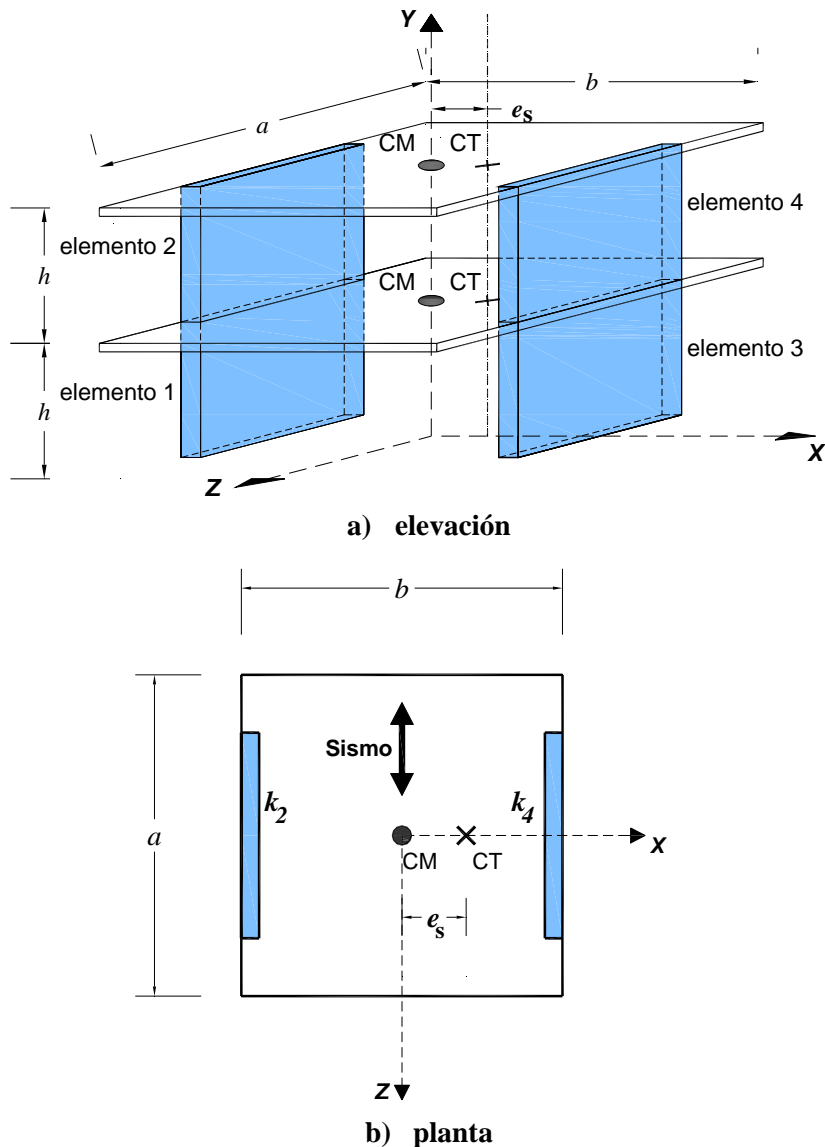 Y
b
a
e_s
CM CT
elemento 4
elemento 2
h
CM CT
elemento 3
elemento 1
h
X
Z
a) elevación
b
Sismo
k_2
k_4
a
X
CM
CT
e_s
Z
b) planta